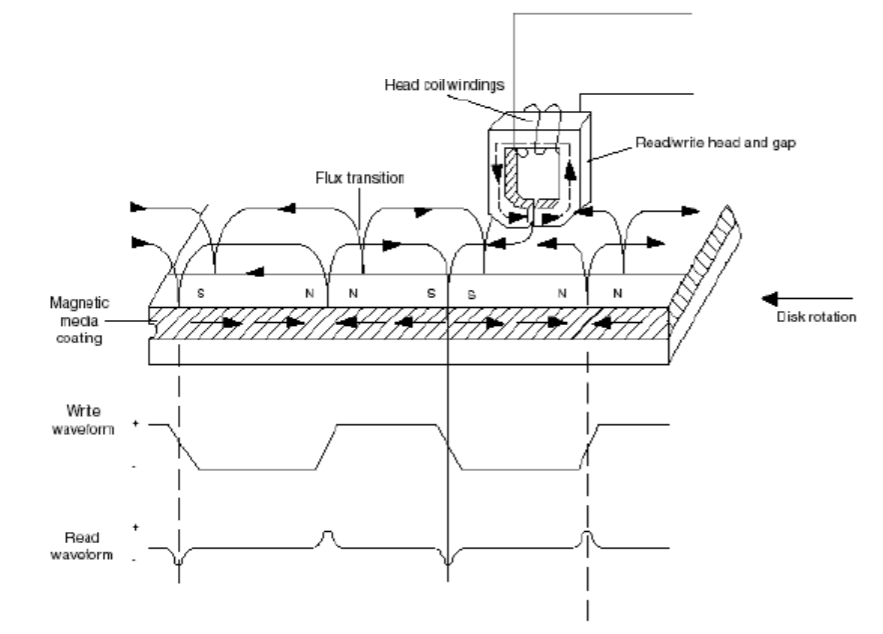 Head coil windings
Read/write head and gap
Flux transition
S N N S S N N
Magnetic
media
coating
Disk rotation
Write
waveform
+
-
Read
waveform
+
-